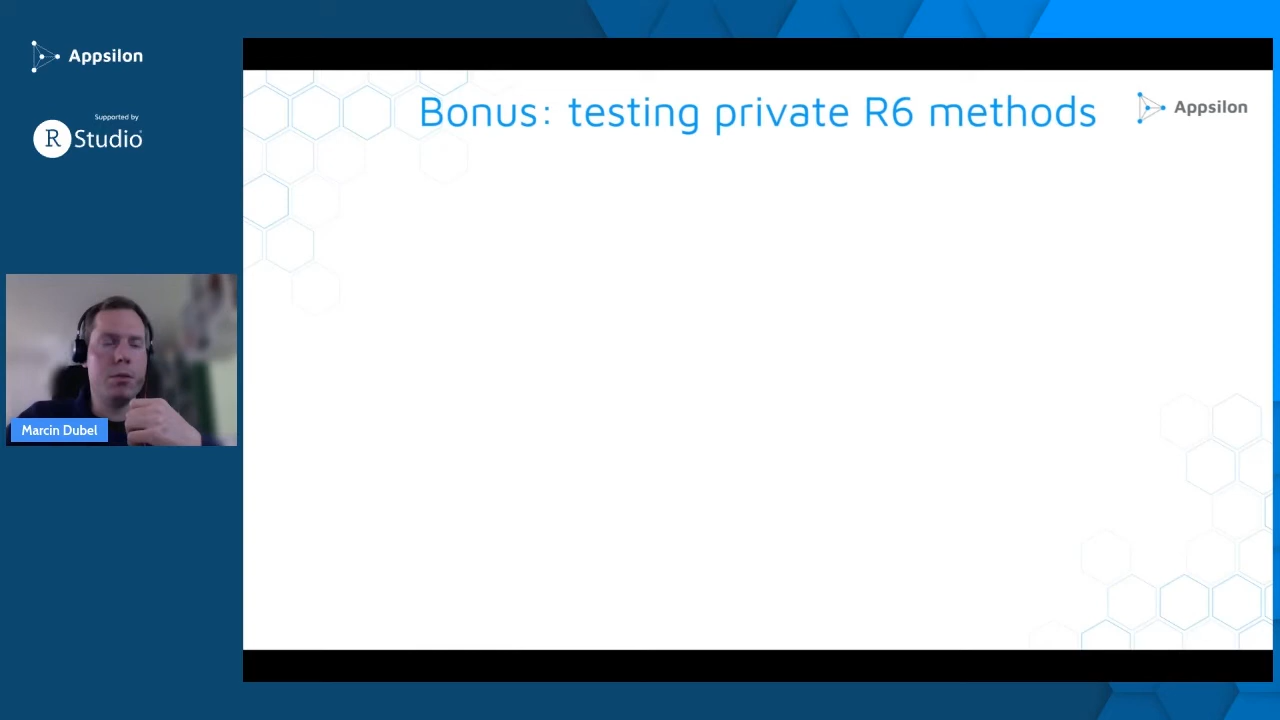 Appsilon
Supported by
R Studio
Bonus: testing private R6 methods
Appsilon
Marcin Dubel